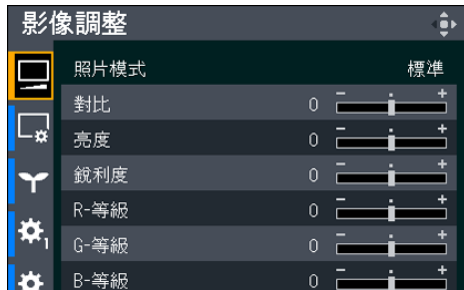 影像調整
照片模式 標準
對比 0 − +
亮度 0 − +
銳利度 0 − +
R-等級 0 − +
G-等級 0 − +
B-等級 0 − +
1